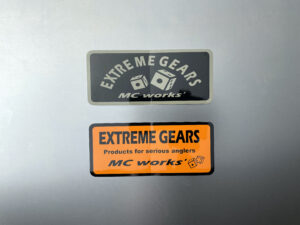 EXTREME GEARS
MC works'
EXTREME GEARS
Products for serious anglers
MC works'